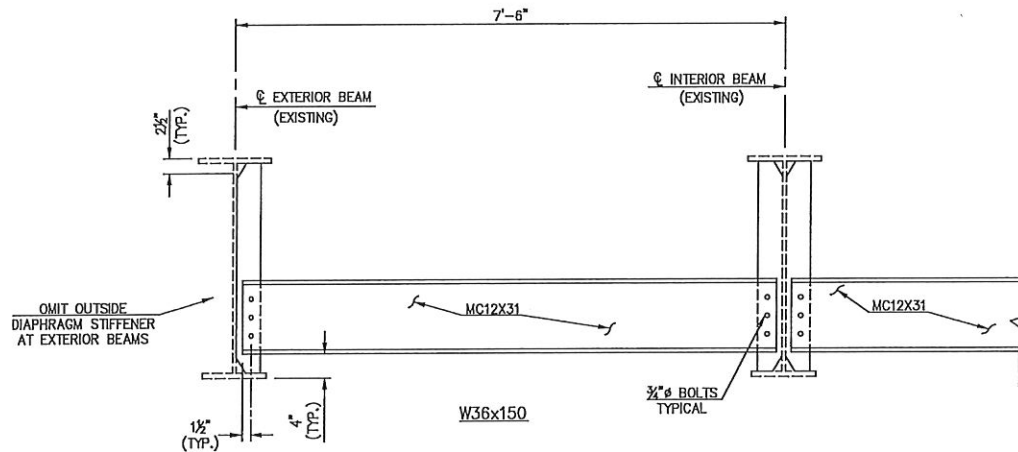 7'-6"
℄ EXTERIOR BEAM
(EXISTING)
℄ INTERIOR BEAM
(EXISTING)
2½"
(TYP.)
OMIT OUTSIDE
DIAPHRAGM STIFFENER
AT EXTERIOR BEAMS
MC12X31
MC12X31
¾"ø BOLTS
TYPICAL
1½"
(TYP.)
4"
(TYP.)
W36x150